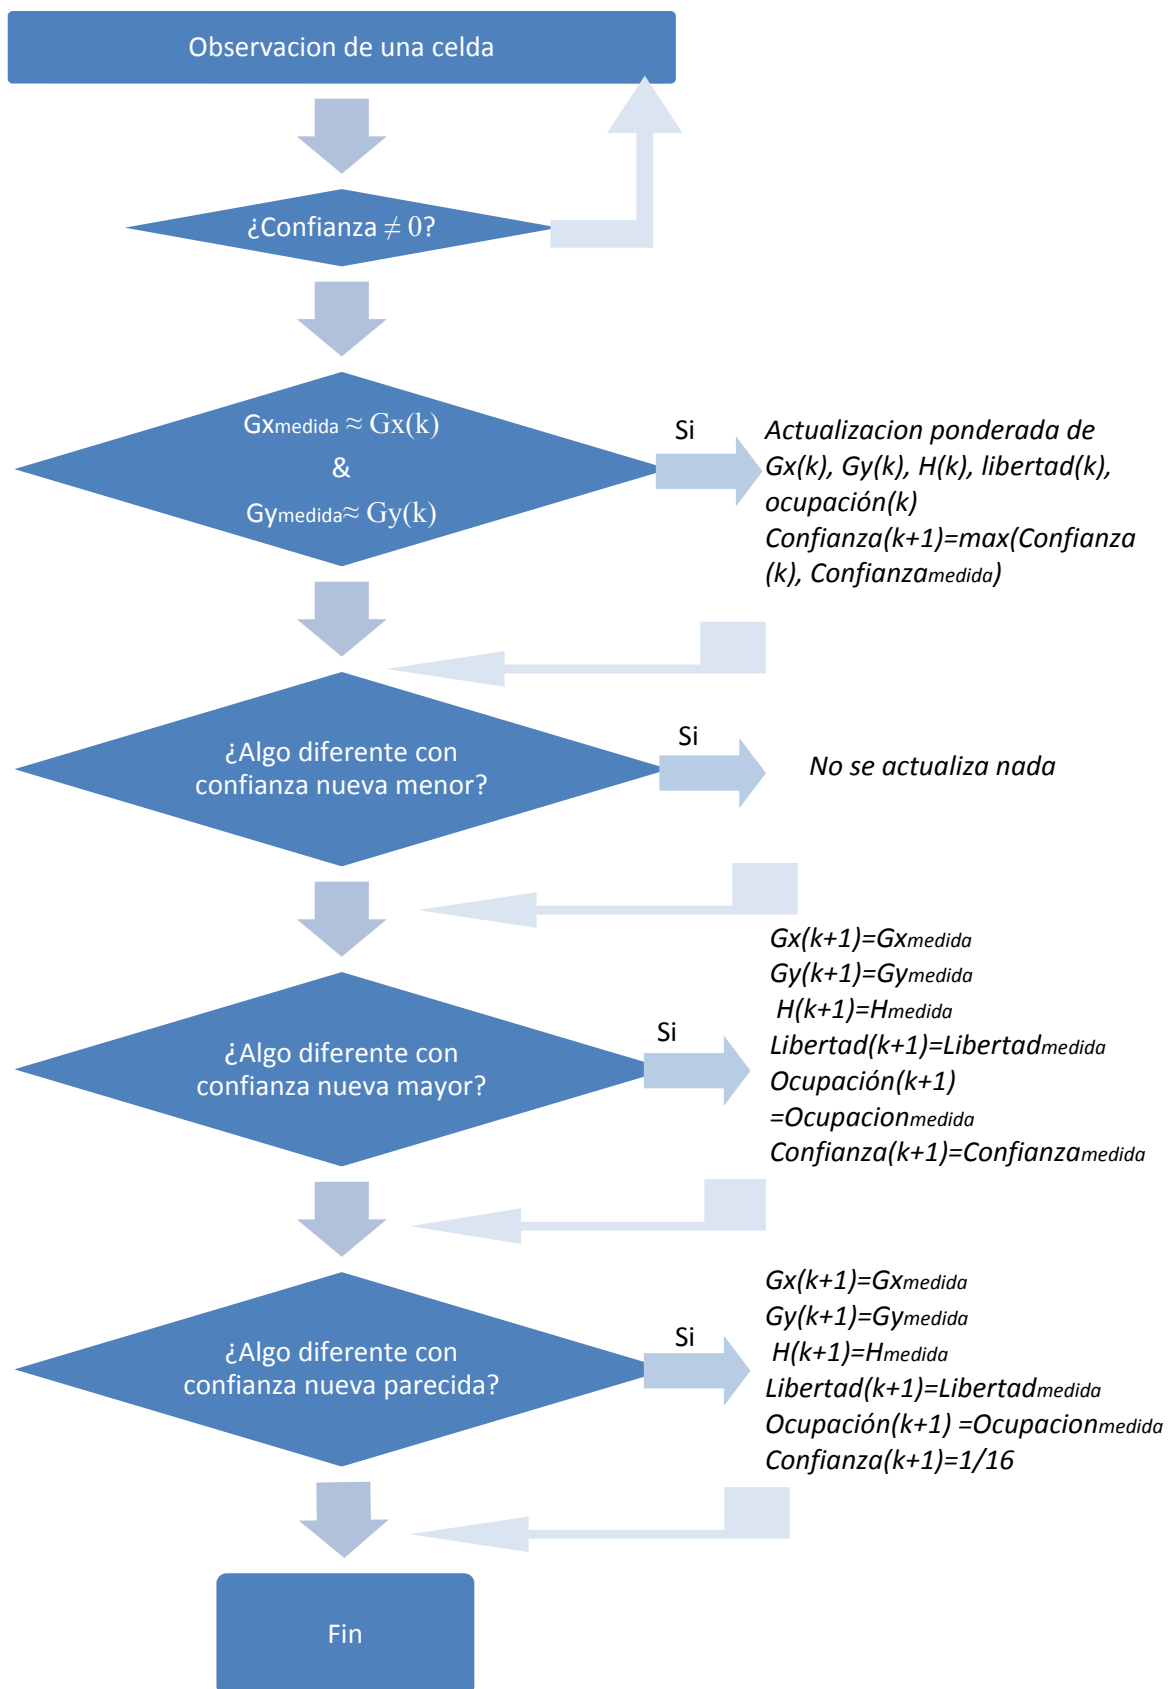 Observacion de una celda
¿Confianza ≠ 0?
Gxmedida ≈ Gx(k)
&
Gymedida≈ Gy(k)
Si
Actualizacion ponderada de
Gx(k), Gy(k), H(k), libertad(k),
ocupación(k)
Confianza(k+1)=max(Confianza
(k), Confianzamedida)
¿Algo diferente con
confianza nueva menor?
Si
No se actualiza nada
¿Algo diferente con
confianza nueva mayor?
Si
Gx(k+1)=Gxmedida
Gy(k+1)=Gymedida
H(k+1)=Hmedida
Libertad(k+1)=Libertadmedida
Ocupación(k+1)
=Ocupacionmedida
Confianza(k+1)=Confianzamedida
¿Algo diferente con
confianza nueva parecida?
Si
Gx(k+1)=Gxmedida
Gy(k+1)=Gymedida
H(k+1)=Hmedida
Libertad(k+1)=Libertadmedida
Ocupación(k+1) =Ocupacionmedida
Confianza(k+1)=1/16
Fin